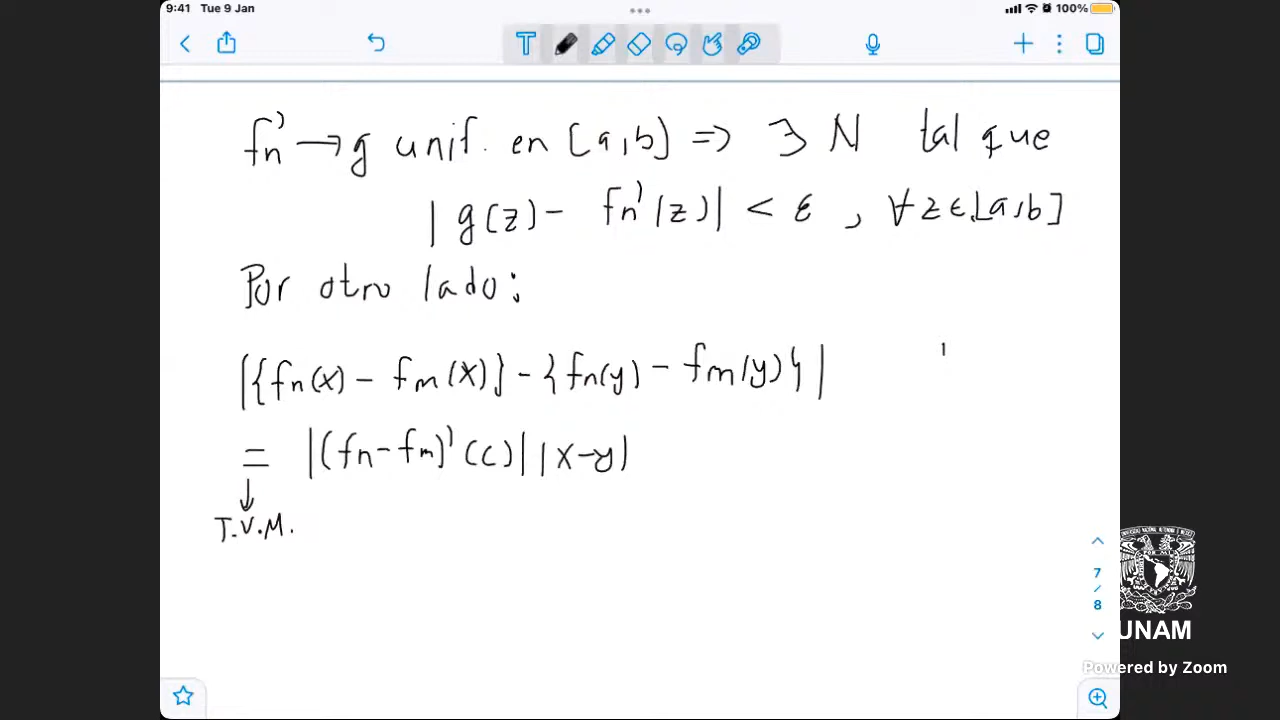 9:41 Tue 9 Jan 100%
fn' → g unif. en [a,b] => ∃ N tal que
|g(z) - fn'(z)| < ε , ∀z∈[a,b]
Por otro lado:
|{fn(x) - fm(x)} - {fn(y) - fm(y)}|
= |(fn-fm)'(c)| |x-y|
↓
T.V.M.
7
/
8
UNAM
Powered by Zoom